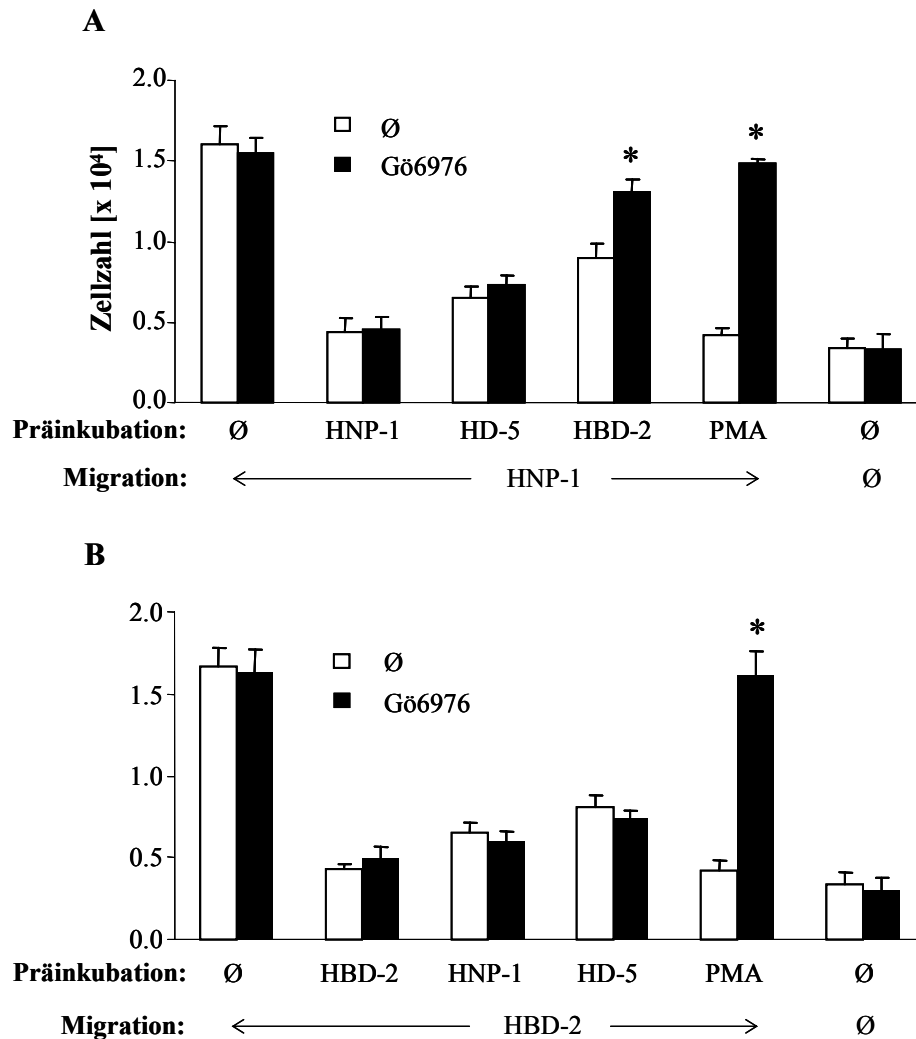 A
2.0
1.5
1.0
0.5
0.0
Zellzahl [x 10⁴]
Ø
Gö6976
*
*
Präinkubation: Ø HNP-1 HD-5 HBD-2 PMA Ø
Migration: HNP-1 Ø
B
2.0
1.5
1.0
0.5
0.0
Ø
Gö6976
*
Präinkubation: Ø HBD-2 HNP-1 HD-5 PMA Ø
Migration: HBD-2 Ø